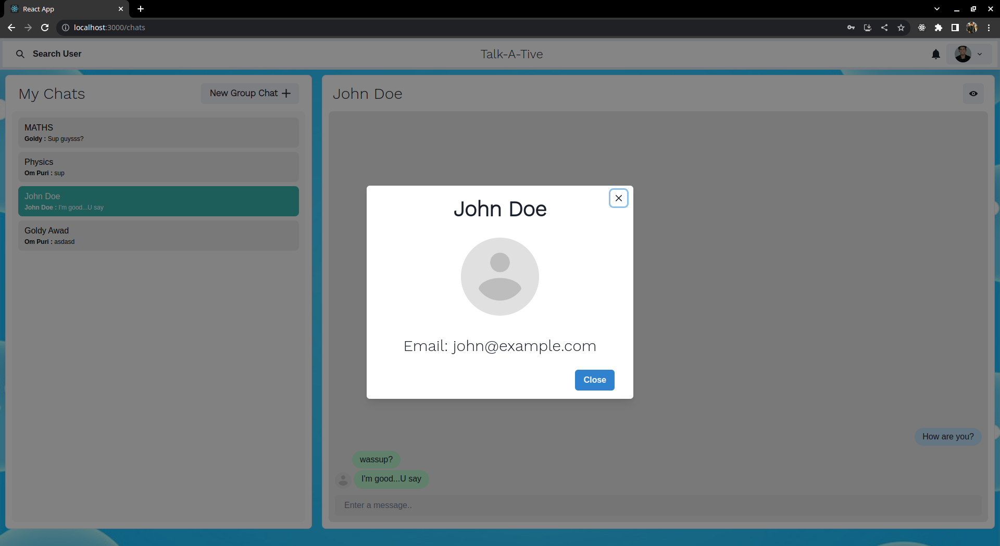 React App
localhost:3000/chats
Search User
Talk-A-Tive
My Chats
New Group Chat
MATHS
Goldy : Sup guysss?
Physics
Om Puri : sup
John Doe
John Doe : I'm good...U say
Goldy Awad
Om Puri : asdasd
John Doe
John Doe
Email: john@example.com
Close
How are you?
wassup?
I'm good...U say
Enter a message..